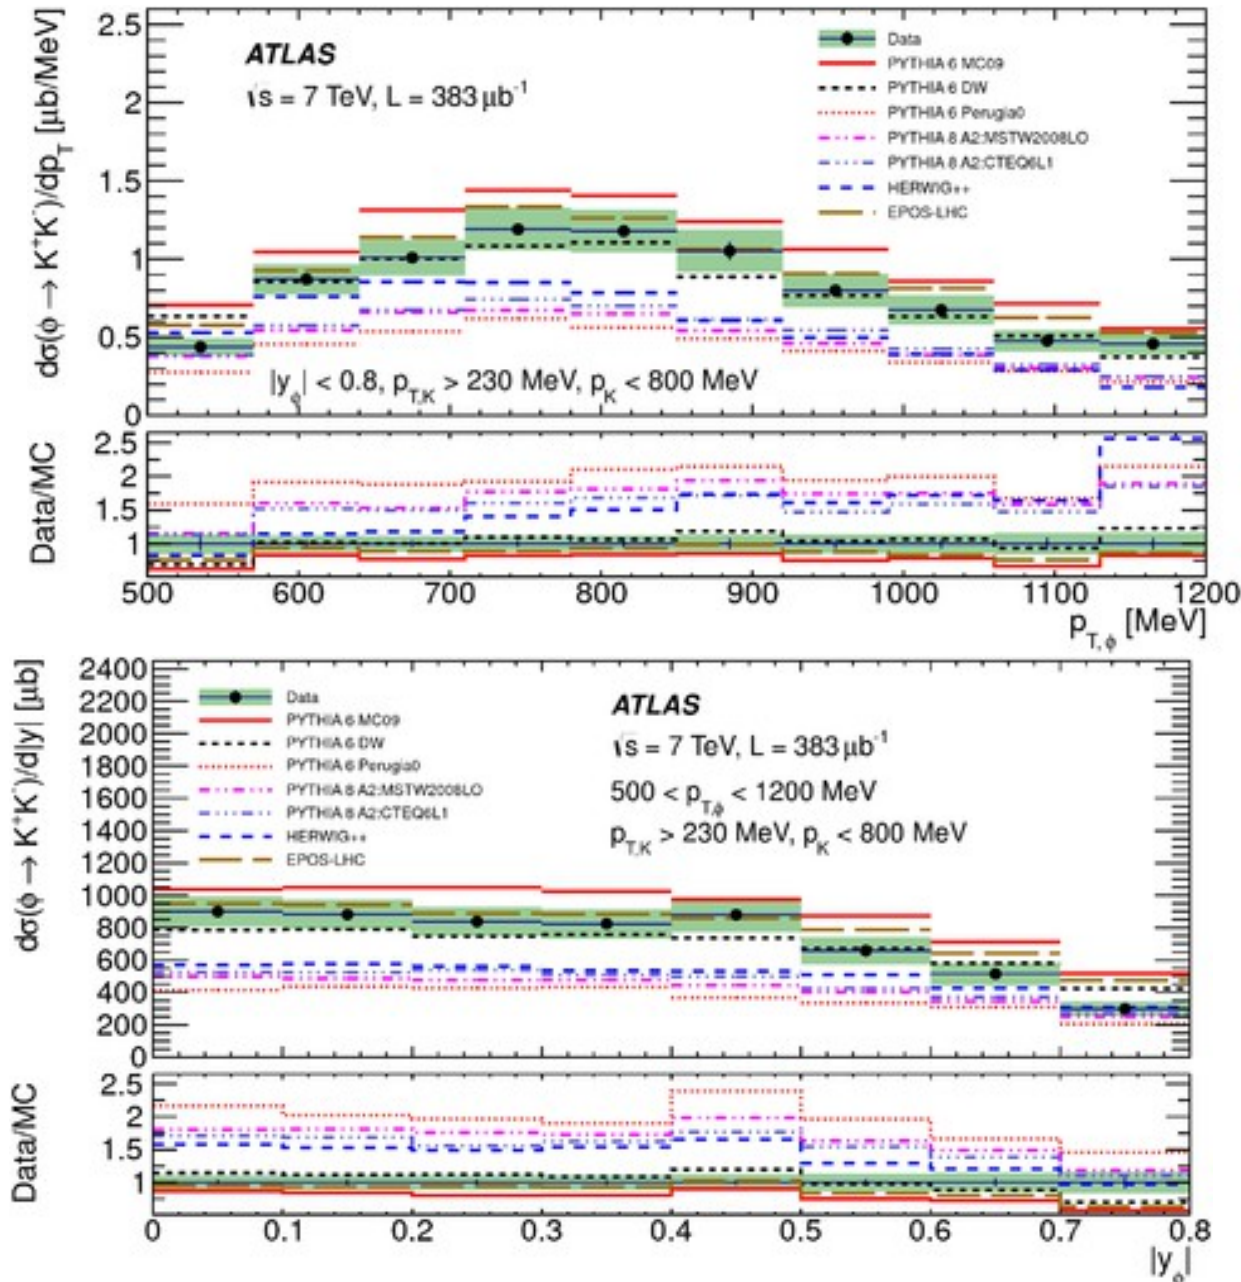 dσ(ϕ → K⁺K⁻)/dp_T [μb/MeV]
2.5
2
1.5
1
0.5
0
ATLAS
√s = 7 TeV, L = 383 μb⁻¹
Data
PYTHIA 6 MC09
PYTHIA 6 DW
PYTHIA 6 Perugia0
PYTHIA 8 A2:MSTW2008LO
PYTHIA 8 A2:CTEQ6L1
HERWIG++
EPOS-LHC
|y_ϕ| < 0.8, p_T,K > 230 MeV, p_K < 800 MeV
Data/MC
2.5
2
1.5
1
500 600 700 800 900 1000 1100 1200
p_T,ϕ [MeV]
dσ(ϕ → K⁺K⁻)/d|y| [μb]
2400
2200
2000
1800
1600
1400
1200
1000
800
600
400
200
0
Data
PYTHIA 6 MC09
PYTHIA 6 DW
PYTHIA 6 Perugia0
PYTHIA 8 A2:MSTW2008LO
PYTHIA 8 A2:CTEQ6L1
HERWIG++
EPOS-LHC
ATLAS
√s = 7 TeV, L = 383 μb⁻¹
500 < p_T,ϕ < 1200 MeV
p_T,K > 230 MeV, p_K < 800 MeV
Data/MC
2.5
2
1.5
1
0 0.1 0.2 0.3 0.4 0.5 0.6 0.7 0.8
|y_ϕ|